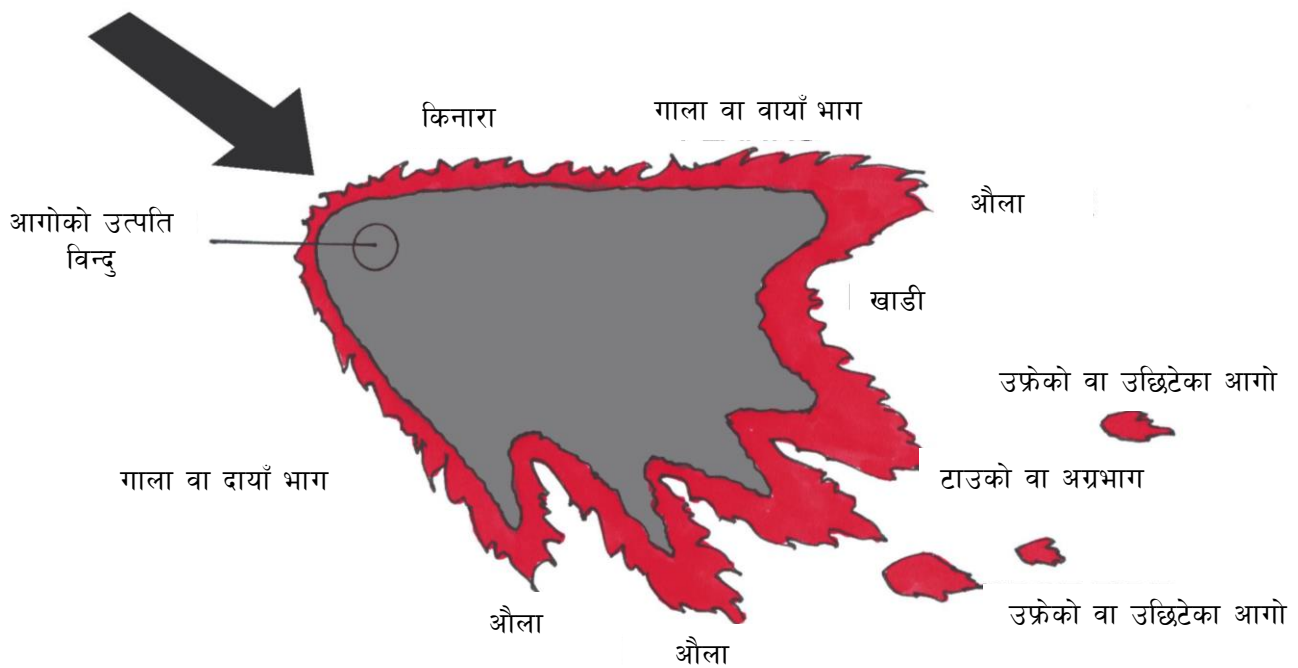 किनारा
गाला वा वायाँ भाग
आगोको उत्पति
विन्दु
औला
खाडी
उफ्रेको वा उछिटेका आगो
गाला वा दायाँ भाग
टाउको वा अग्रभाग
उफ्रेको वा उछिटेका आगो
औला
औला